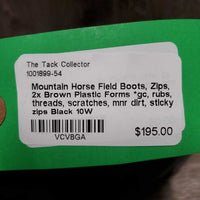 The Tack Collector
1001899-54
Mountain Horse Field Boots, Zips,
2x Brown Plastic Forms *gc, rubs,
threads, scratches, mnr dirt, sticky
zips Black 10W
$195.00
VCVBGA